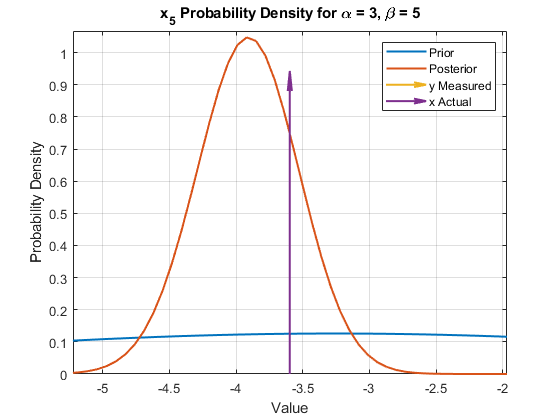 x5 Probability Density for α = 3, β = 5
Prior
Posterior
y Measured
x Actual
Probability Density
1
0.9
0.8
0.7
0.6
0.5
0.4
0.3
0.2
0.1
0
-5
-4.5
-4
-3.5
-3
-2.5
-2
Value